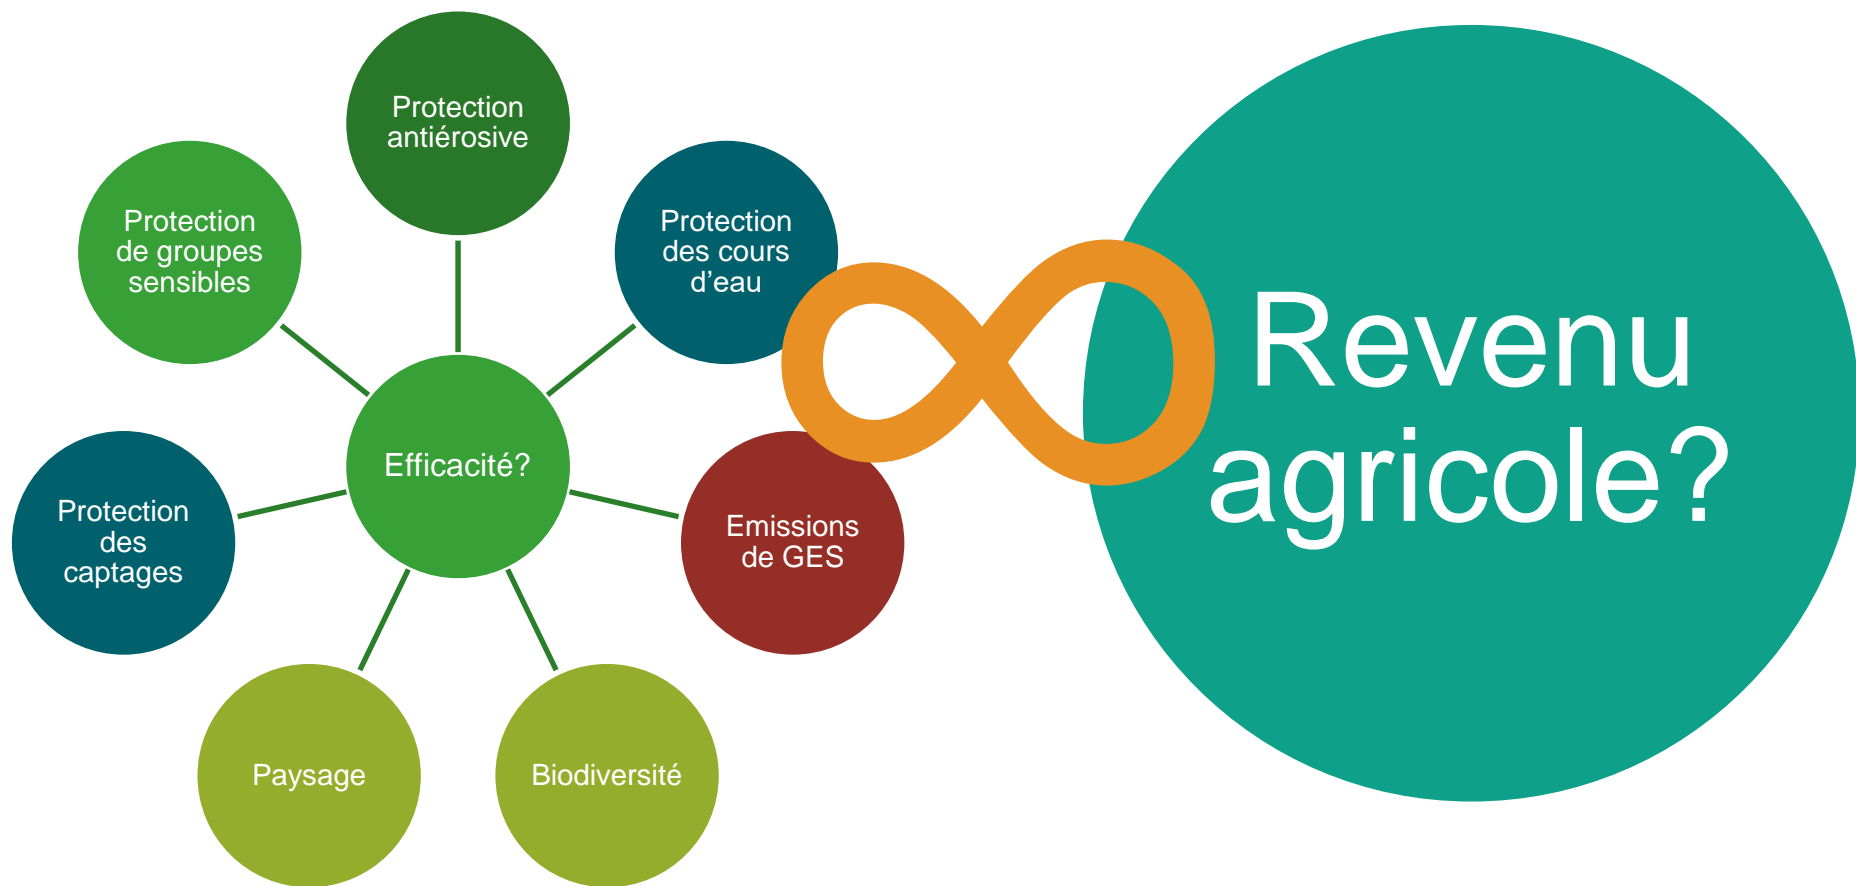 Protection
antiérosive
Protection
de groupes
sensibles
Protection
des cours
d’eau
Efficacité?
Protection
des
captages
Emissions
de GES
Paysage
Biodiversité
Revenu
agricole?